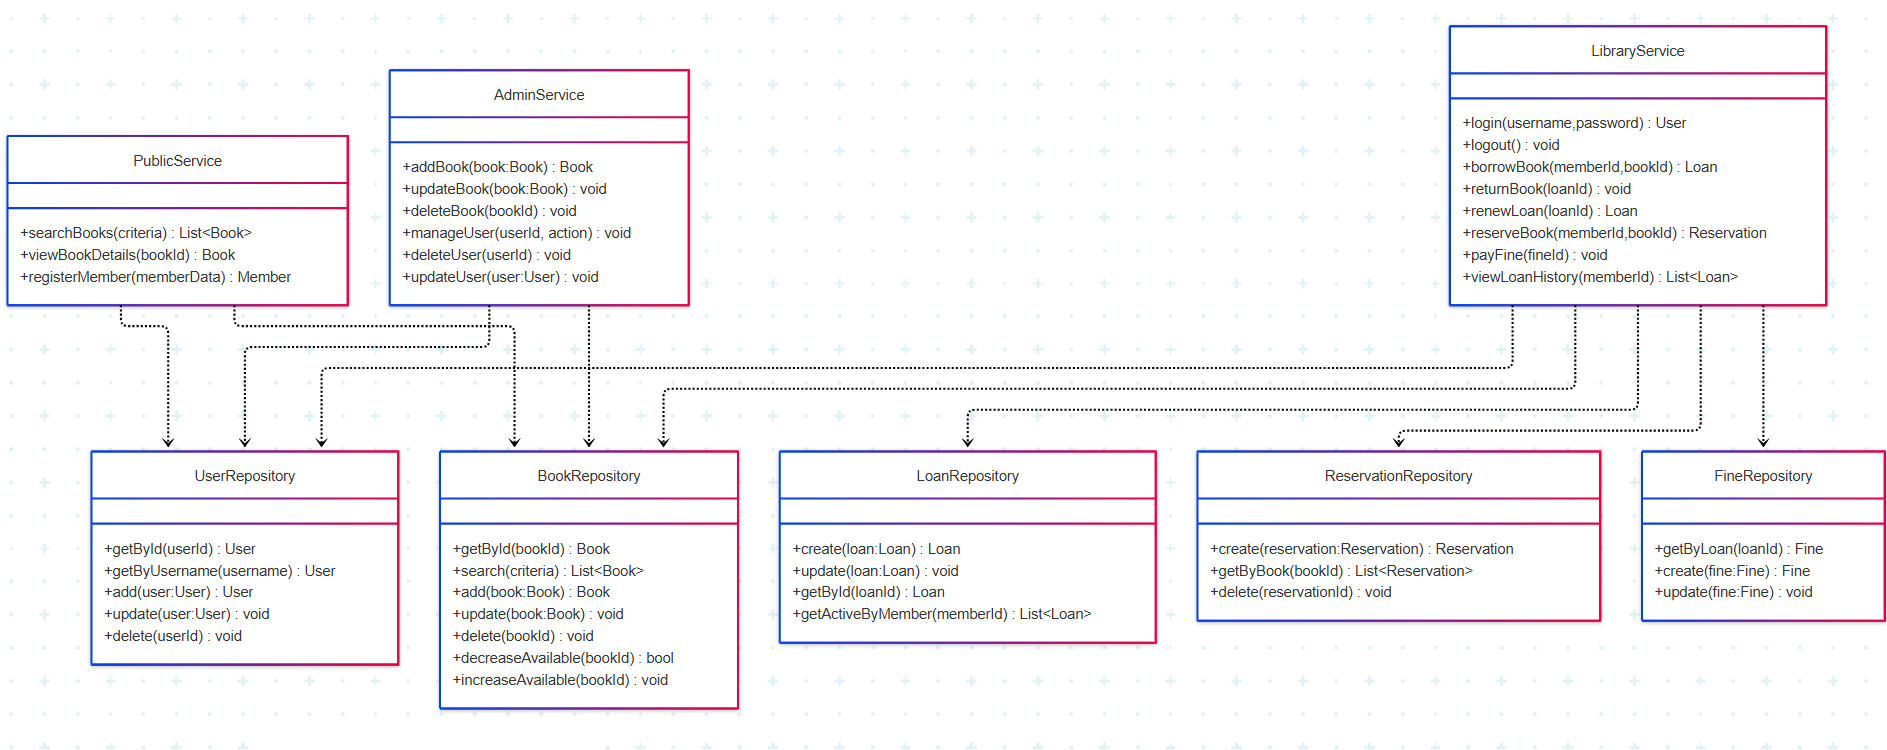 PublicService
+searchBooks(criteria) : List<Book>
+viewBookDetails(bookId) : Book
+registerMember(memberData) : Member
AdminService
+addBook(book:Book) : Book
+updateBook(book:Book) : void
+deleteBook(bookId) : void
+manageUser(userId, action) : void
+deleteUser(userId) : void
+updateUser(user:User) : void
LibraryService
+login(username,password) : User
+logout() : void
+borrowBook(memberId,bookId) : Loan
+returnBook(loanId) : void
+renewLoan(loanId) : Loan
+reserveBook(memberId,bookId) : Reservation
+payFine(fineId) : void
+viewLoanHistory(memberId) : List<Loan>
UserRepository
+getById(userId) : User
+getByUsername(username) : User
+add(user:User) : User
+update(user:User) : void
+delete(userId) : void
BookRepository
+getById(bookId) : Book
+search(criteria) : List<Book>
+add(book:Book) : Book
+update(book:Book) : void
+delete(bookId) : void
+decreaseAvailable(bookId) : bool
+increaseAvailable(bookId) : void
LoanRepository
+create(loan:Loan) : Loan
+update(loan:Loan) : void
+getById(loanId) : Loan
+getActiveByMember(memberId) : List<Loan>
ReservationRepository
+create(reservation:Reservation) : Reservation
+getByBook(bookId) : List<Reservation>
+delete(reservationId) : void
FineRepository
+getByLoan(loanId) : Fine
+create(fine:Fine) : Fine
+update(fine:Fine) : void